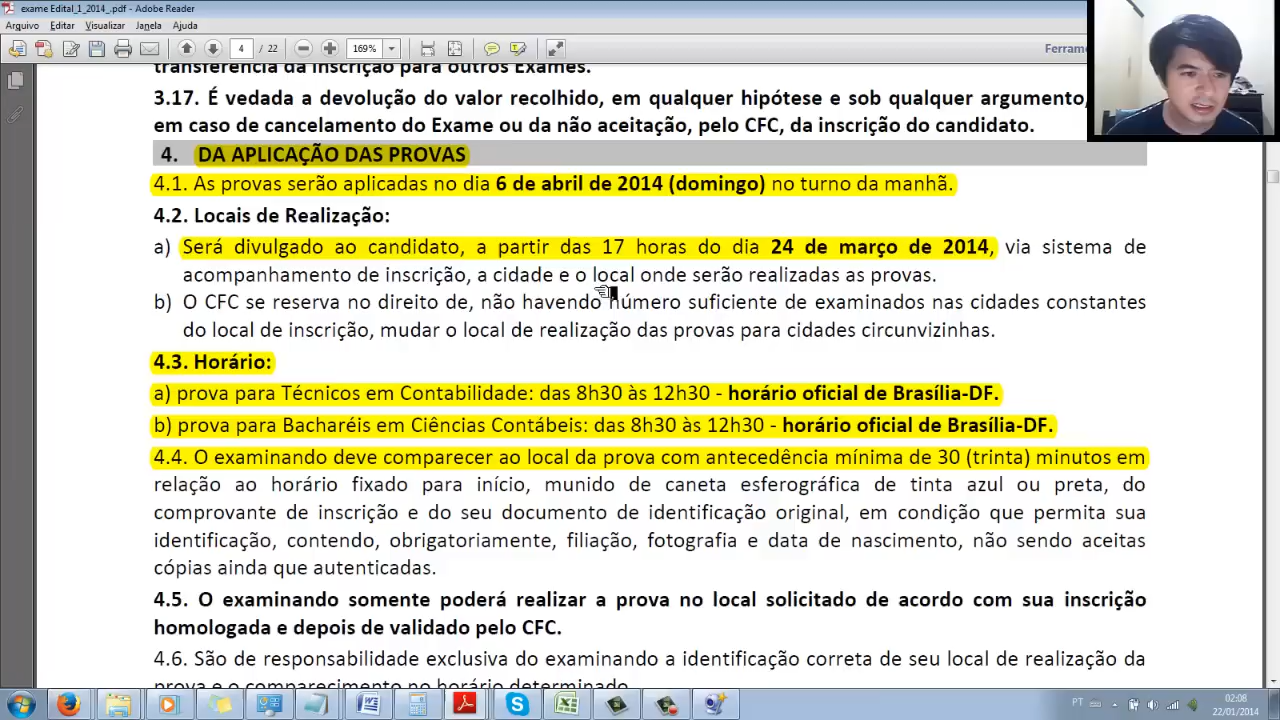 exame Edital_1_2014_.pdf - Adobe Reader
Arquivo Editar Visualizar Janela Ajuda
4 / 22 169% Ferram
transferência da inscrição para outros Exames.
3.17. É vedada a devolução do valor recolhido, em qualquer hipótese e sob qualquer argumento,
em caso de cancelamento do Exame ou da não aceitação, pelo CFC, da inscrição do candidato.
4. DA APLICAÇÃO DAS PROVAS
4.1. As provas serão aplicadas no dia 6 de abril de 2014 (domingo) no turno da manhã.
4.2. Locais de Realização:
a) Será divulgado ao candidato, a partir das 17 horas do dia 24 de março de 2014, via sistema de
acompanhamento de inscrição, a cidade e o local onde serão realizadas as provas.
b) O CFC se reserva no direito de, não havendo número suficiente de examinados nas cidades constantes
do local de inscrição, mudar o local de realização das provas para cidades circunvizinhas.
4.3. Horário:
a) prova para Técnicos em Contabilidade: das 8h30 às 12h30 - horário oficial de Brasília-DF.
b) prova para Bacharéis em Ciências Contábeis: das 8h30 às 12h30 - horário oficial de Brasília-DF.
4.4. O examinando deve comparecer ao local da prova com antecedência mínima de 30 (trinta) minutos em
relação ao horário fixado para início, munido de caneta esferográfica de tinta azul ou preta, do
comprovante de inscrição e do seu documento de identificação original, em condição que permita sua
identificação, contendo, obrigatoriamente, filiação, fotografia e data de nascimento, não sendo aceitas
cópias ainda que autenticadas.
4.5. O examinando somente poderá realizar a prova no local solicitado de acordo com sua inscrição
homologada e depois de validado pelo CFC.
4.6. São de responsabilidade exclusiva do examinando a identificação correta de seu local de realização da
prova e o comparecimento no horário determinado.
PT 02:08
22/01/2014